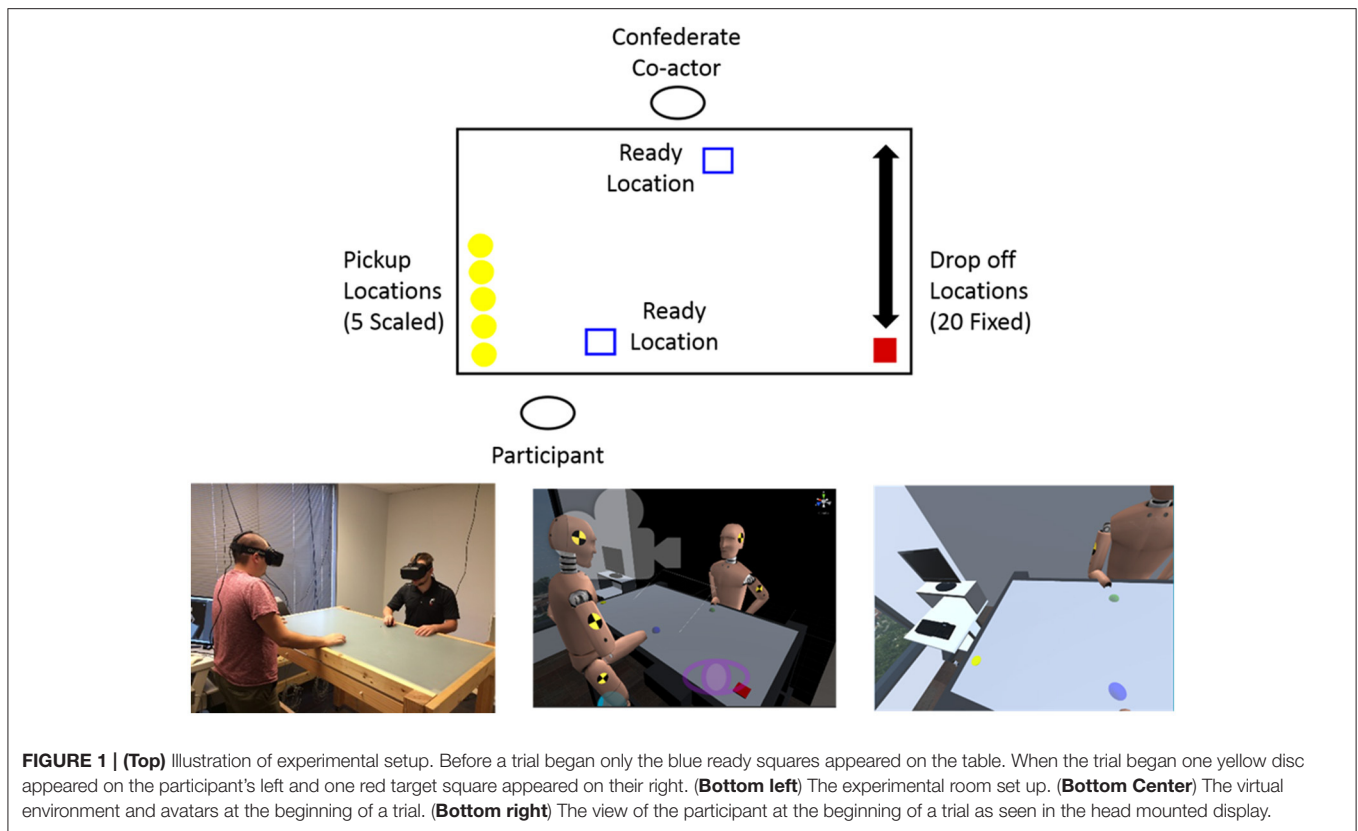 Confederate
Co-actor
Ready
Location
Pickup
Locations
(5 Scaled)
Drop off
Locations
(20 Fixed)
Ready
Location
Participant
FIGURE 1 | (Top) Illustration of experimental setup. Before a trial began only the blue ready squares appeared on the table. When the trial began one yellow disc
appeared on the participant’s left and one red target square appeared on their right. (Bottom left) The experimental room set up. (Bottom Center) The virtual
environment and avatars at the beginning of a trial. (Bottom right) The view of the participant at the beginning of a trial as seen in the head mounted display.